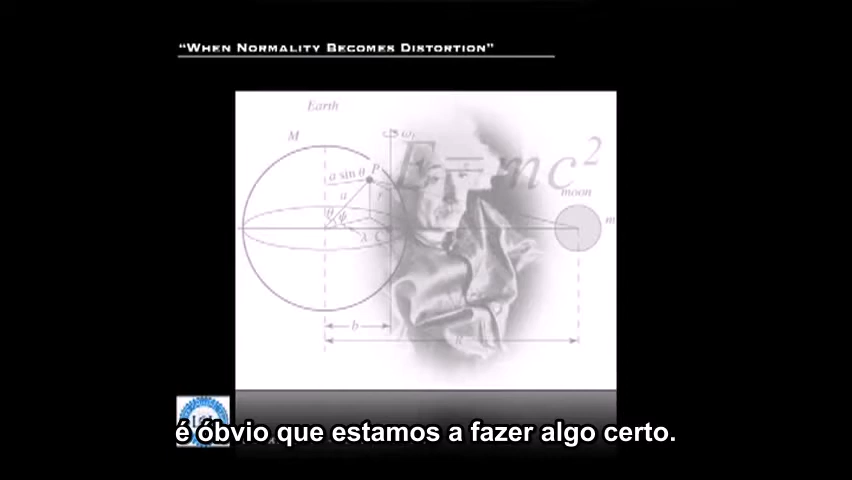 "WHEN NORMALITY BECOMES DISTORTION"
Earth
M
ω
E=mc²
a sin θ P
moon
a
r
m
θ
ψ
λ C
b
R
é óbvio que estamos a fazer algo certo.